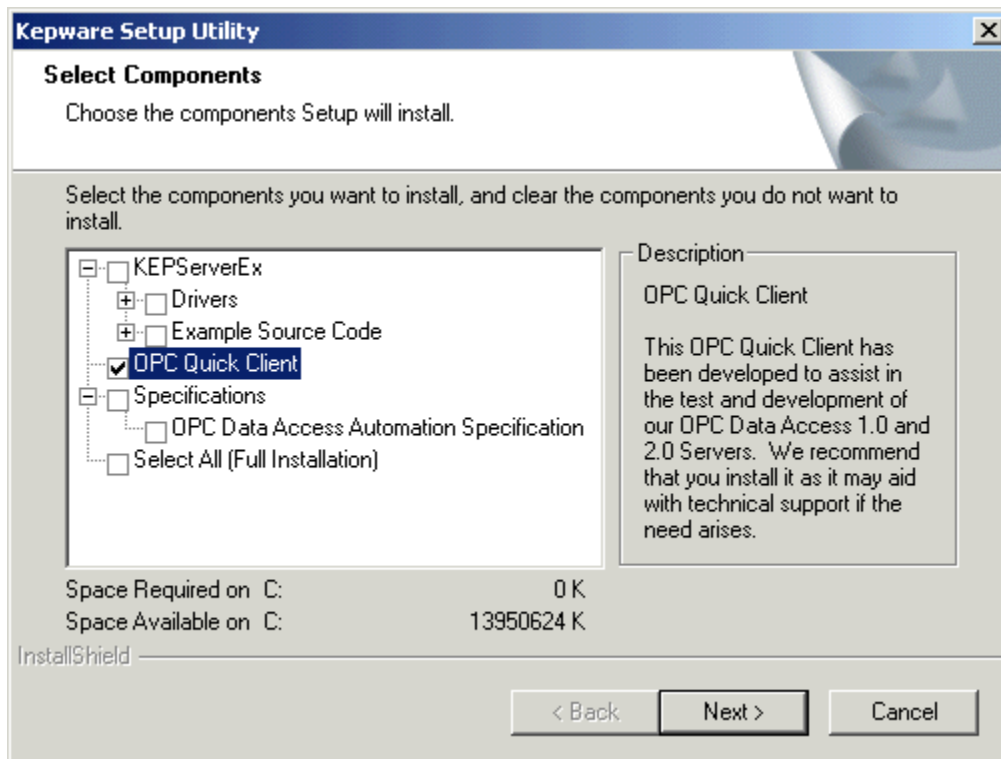 Kepware Setup Utility
Select Components
Choose the components Setup will install.
Select the components you want to install, and clear the components you do not want to
install.
KEPServerEx
Drivers
Example Source Code
OPC Quick Client
Specifications
OPC Data Access Automation Specification
Select All (Full Installation)
Description
OPC Quick Client
This OPC Quick Client has
been developed to assist in
the test and development of
our OPC Data Access 1.0 and
2.0 Servers.  We recommend
that you install it as it may aid
with technical support if the
need arises.
Space Required on  C: 0 K
Space Available on  C: 13950624 K
InstallShield
< Back Next > Cancel